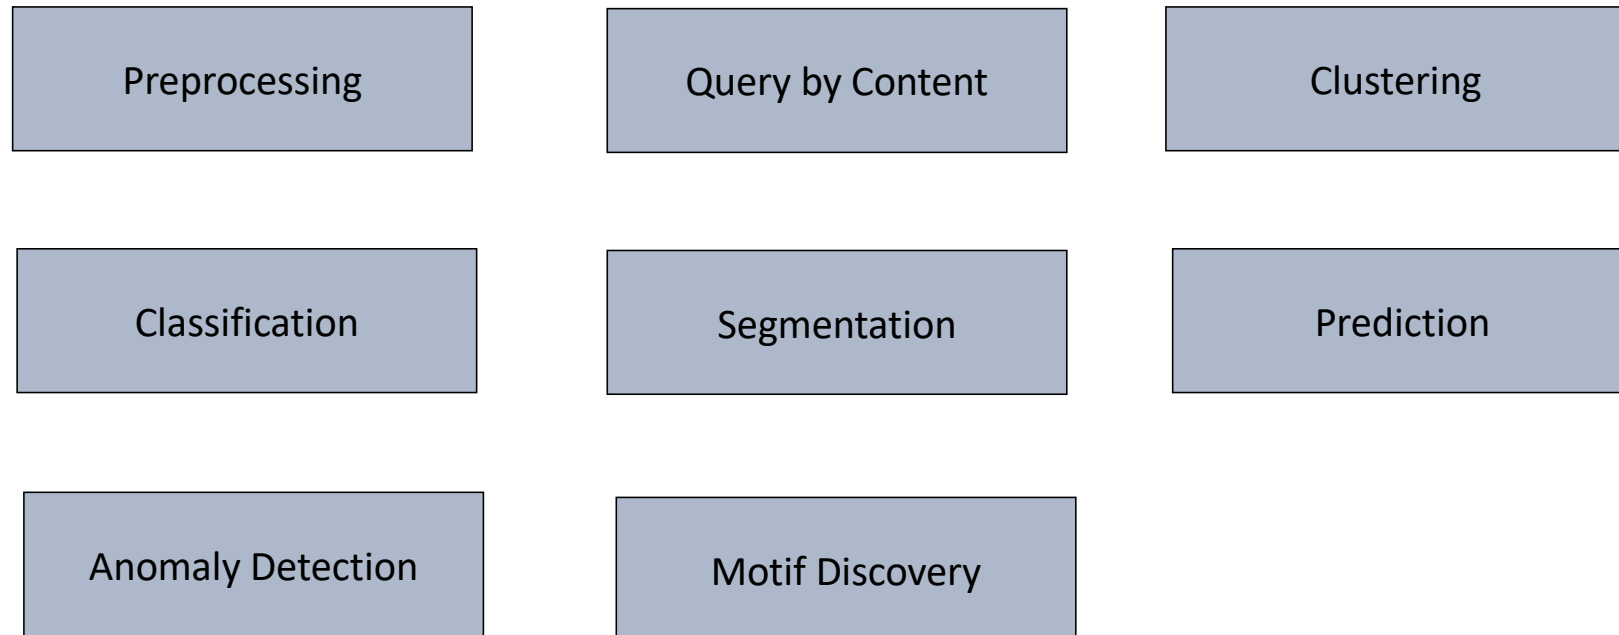 Preprocessing
Query by Content
Clustering
Classification
Segmentation
Prediction
Anomaly Detection
Motif Discovery